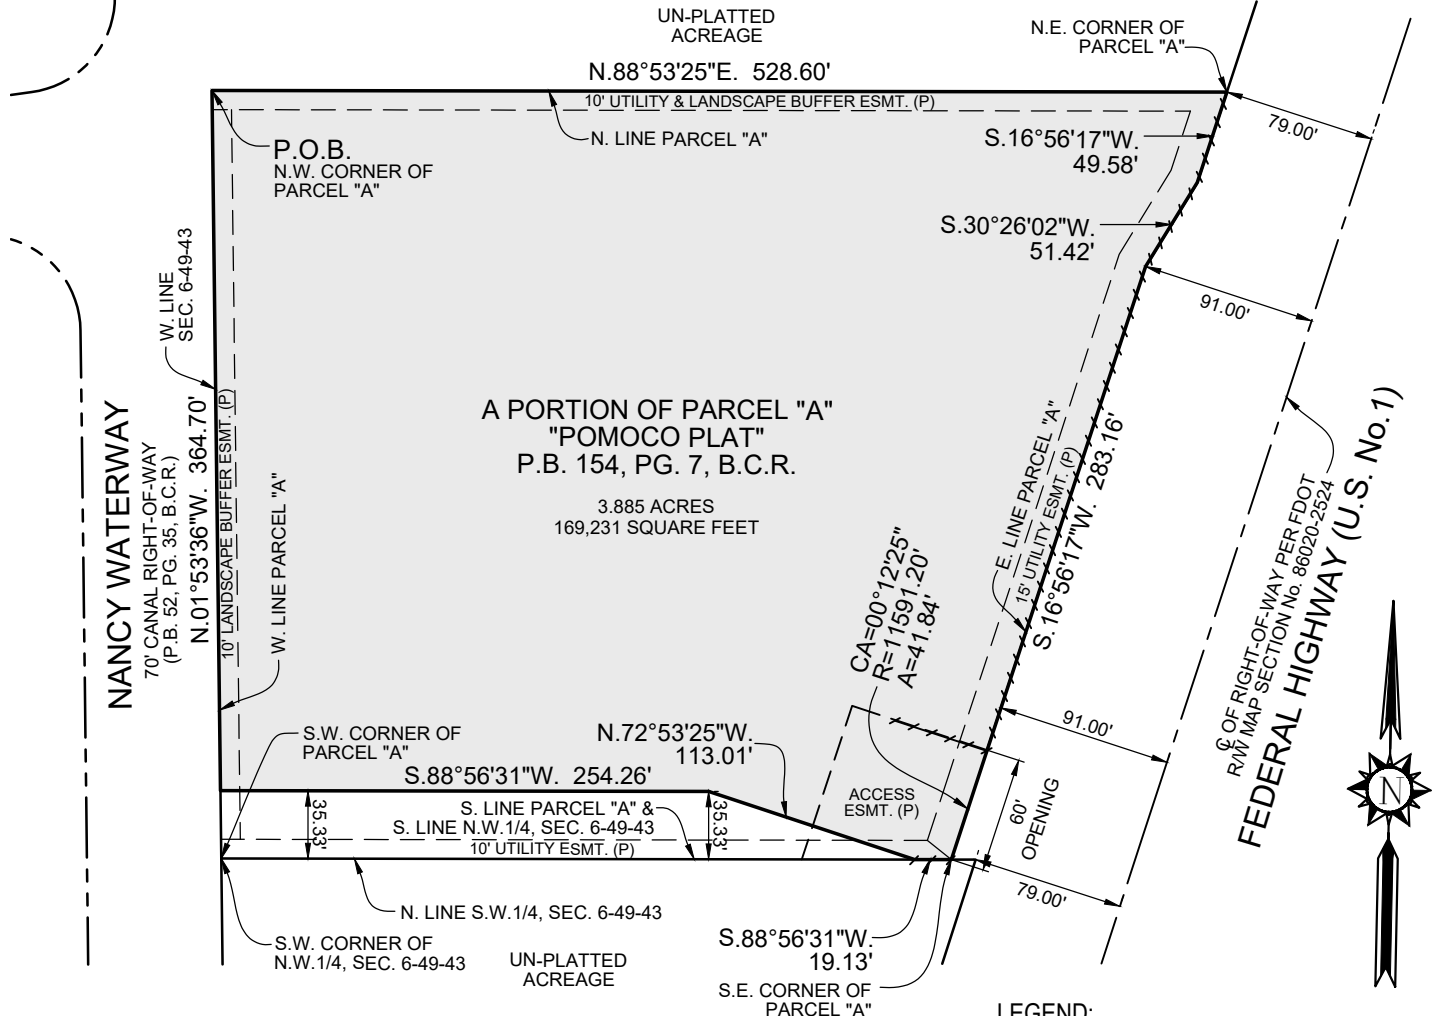 UN-PLATTED
ACREAGE
N.E. CORNER OF
PARCEL "A"
N.88°53'25"E. 528.60'
10' UTILITY & LANDSCAPE BUFFER ESMT. (P)
N. LINE PARCEL "A"
P.O.B.
N.W. CORNER OF
PARCEL "A"
S.16°56'17"W.
49.58'
79.00'
S.30°26'02"W.
51.42'
91.00'
W. LINE
SEC. 6-49-43
NANCY WATERWAY
70' CANAL RIGHT-OF-WAY
(P.B. 52, PG. 35, B.C.R.)
N.01°53'36"W. 364.70'
10' LANDSCAPE BUFFER ESMT. (P)
W. LINE PARCEL "A"
A PORTION OF PARCEL "A"
"POMOCO PLAT"
P.B. 154, PG. 7, B.C.R.
3.885 ACRES
169,231 SQUARE FEET
CA=00°12'25"
R=11591.20'
A=41.84'
E. LINE PARCEL "A"
15' UTILITY ESMT. (P)
S.16°56'17"W. 283.16'
℄ OF RIGHT-OF-WAY PER FDOT
R/W MAP SECTION No. 86020-2524
FEDERAL HIGHWAY (U.S. No.1)
N
S.W. CORNER OF
PARCEL "A"
N.72°53'25"W.
113.01'
91.00'
S.88°56'31"W. 254.26'
35.33'
S. LINE PARCEL "A" &
S. LINE N.W.1/4, SEC. 6-49-43
10' UTILITY ESMT. (P)
35.33'
ACCESS
ESMT. (P)
60'
OPENING
79.00'
N. LINE S.W.1/4, SEC. 6-49-43
S.W. CORNER OF
N.W.1/4, SEC. 6-49-43
UN-PLATTED
ACREAGE
S.88°56'31"W.
19.13'
S.E. CORNER OF
PARCEL "A"
LEGEND: